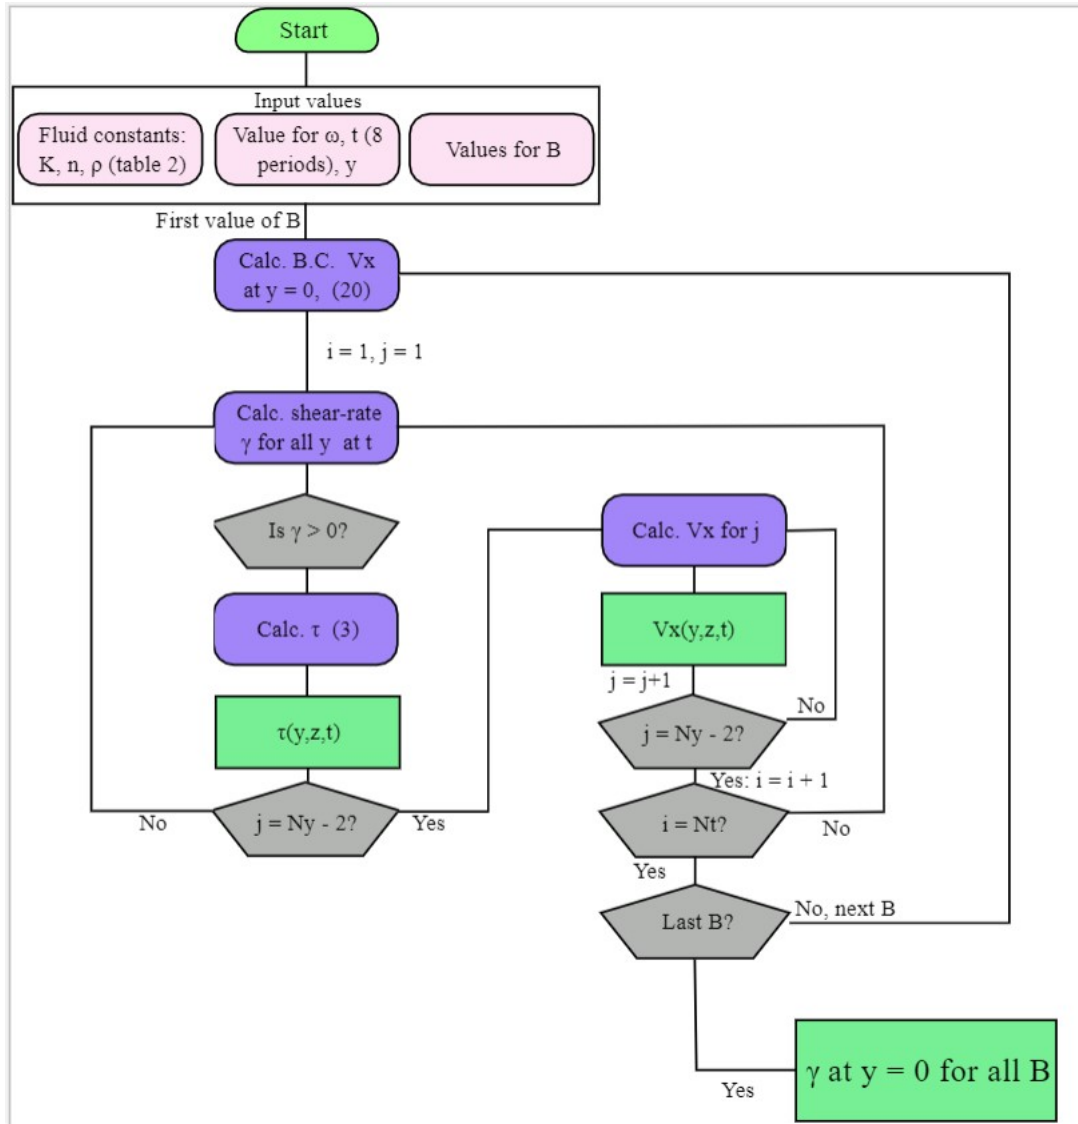 Start
Input values
Fluid constants:
K, n, ρ (table 2)
Value for ω, t (8
periods), y
Values for B
First value of B
Calc. B.C. Vx
at y = 0, (20)
i = 1, j = 1
Calc. shear-rate
γ for all y at t
Is γ > 0?
Calc. τ (3)
τ(y,z,t)
j = Ny - 2?
No
Yes
Calc. Vx for j
Vx(y,z,t)
j = j+1
j = Ny - 2?
No
Yes: i = i + 1
i = Nt?
No
Yes
Last B?
No, next B
Yes
γ at y = 0 for all B